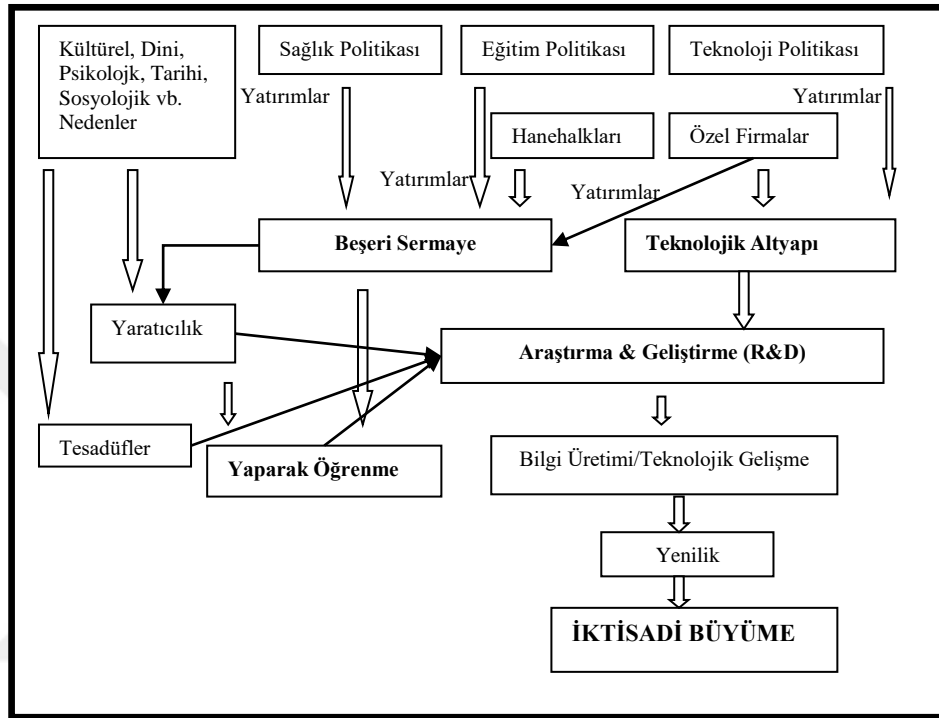 Kültürel, Dini,
Psikolojk, Tarihi,
Sosyolojik vb.
Nedenler
Sağlık Politikası
Eğitim Politikası
Teknoloji Politikası
Yatırımlar
Yatırımlar
Hanehalkları
Özel Firmalar
Yatırımlar
Yatırımlar
Beşeri Sermaye
Teknolojik Altyapı
Yaratıcılık
Araştırma & Geliştirme (R&D)
Tesadüfler
Yaparak Öğrenme
Bilgi Üretimi/Teknolojik Gelişme
Yenilik
İKTİSADİ BÜYÜME